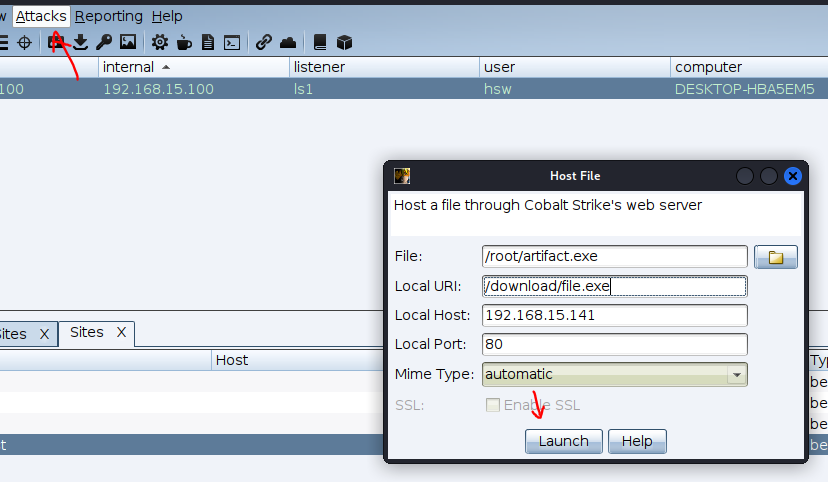 w Attacks Reporting Help
internal listener user computer
100 192.168.15.100 ls1 hsw DESKTOP-HBA5EM5
Host File
Host a file through Cobalt Strike's web server
File: /root/artifact.exe
Local URI: /download/file.exe
Local Host: 192.168.15.141
Local Port: 80
Mime Type: automatic
SSL: Enable SSL
Launch Help
ites X Sites X
Host Ty
be
be
be
t be